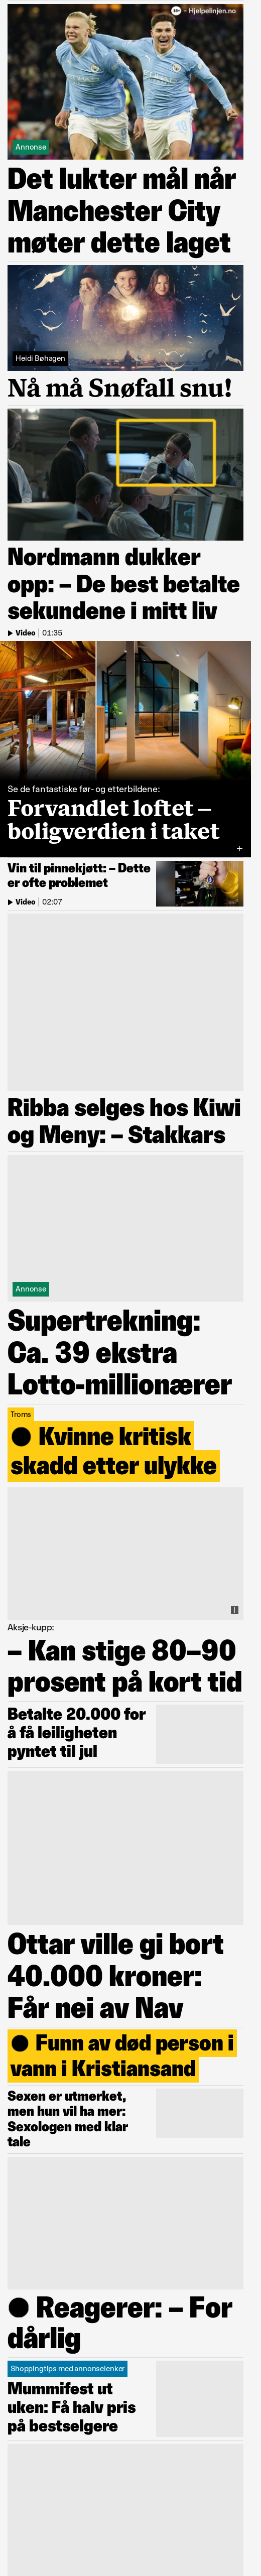 18+ – Hjelpelinjen.no
Annonse
Det lukter mål når
Manchester City
møter dette laget
Heidi Bøhagen
Nå må Snøfall snu!
Nordmann dukker
opp: – De best betalte
sekundene i mitt liv
Video | 01:35
Se de fantastiske før- og etterbildene:
Forvandlet loftet –
boligverdien i taket
Vin til pinnekjøtt: – Dette
er ofte problemet
Video | 02:07
Ribba selges hos Kiwi
og Meny: – Stakkars
Annonse
Supertrekning:
Ca. 39 ekstra
Lotto-millionærer
Troms
● Kvinne kritisk
skadd etter ulykke
Aksje-kupp:
– Kan stige 80–90
prosent på kort tid
Betalte 20.000 for
å få leiligheten
pyntet til jul
Ottar ville gi bort
40.000 kroner:
Får nei av Nav
● Funn av død person i
vann i Kristiansand
Sexen er utmerket,
men hun vil ha mer:
Sexologen med klar
tale
● Reagerer: – For
dårlig
Shoppingtips med annonselenker
Mummifest ut
uken: Få halv pris
på bestselgere